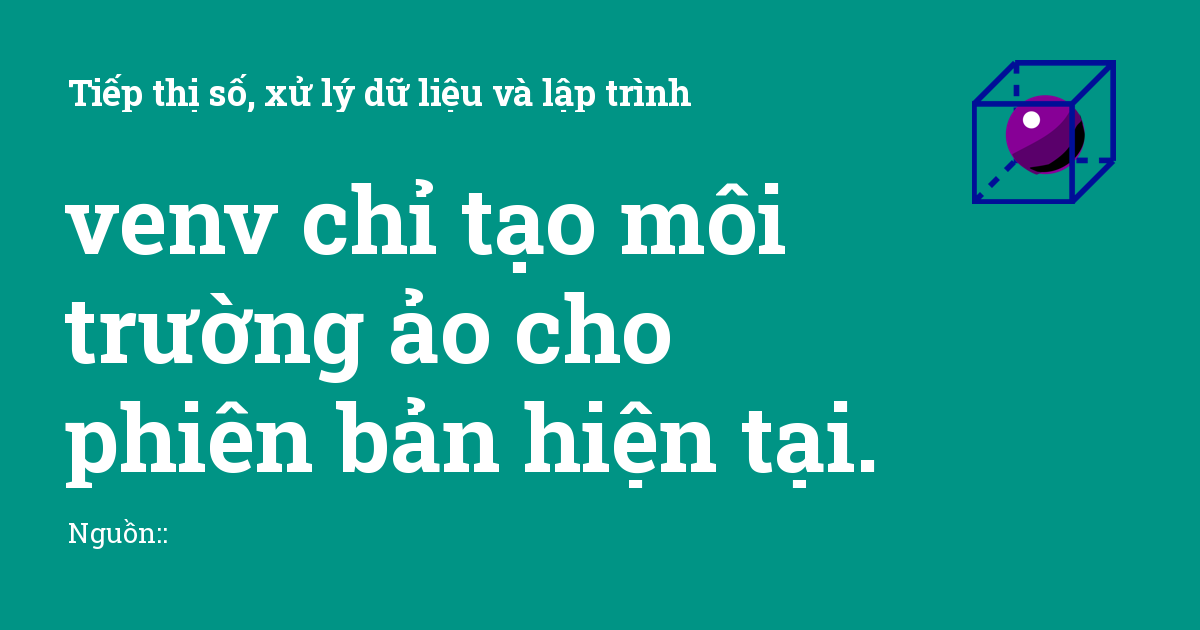 Tiếp thị số, xử lý dữ liệu và lập trình
venv chỉ tạo môi
trường ảo cho
phiên bản hiện tại.
Nguồn::